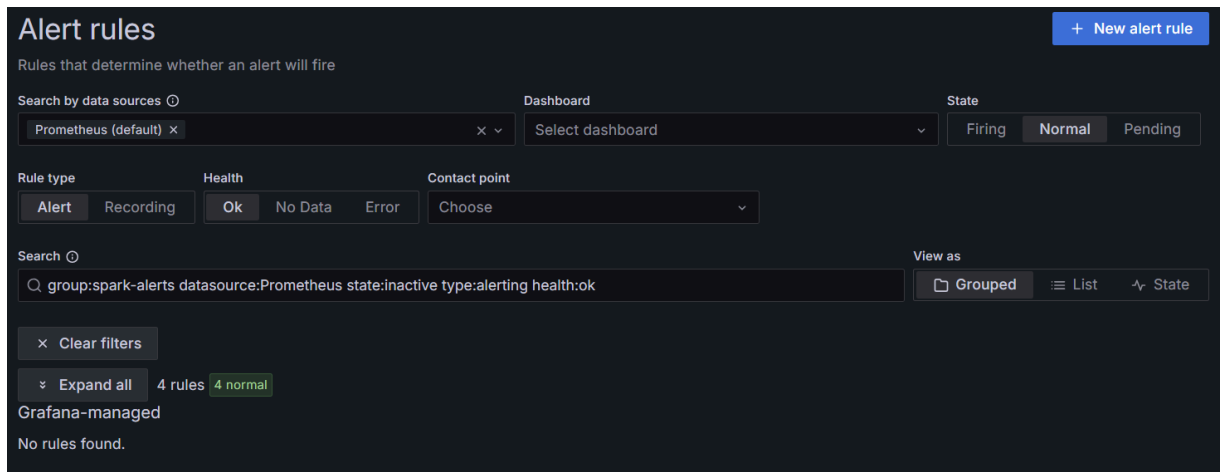 Alert rules
+ New alert rule
Rules that determine whether an alert will fire
Search by data sources
Dashboard
State
Prometheus (default)
Select dashboard
Firing Normal Pending
Rule type
Health
Contact point
Alert Recording
Ok No Data Error
Choose
Search
View as
group:spark-alerts datasource:Prometheus state:inactive type:alerting health:ok
Grouped List State
Clear filters
Expand all 4 rules 4 normal
Grafana-managed
No rules found.